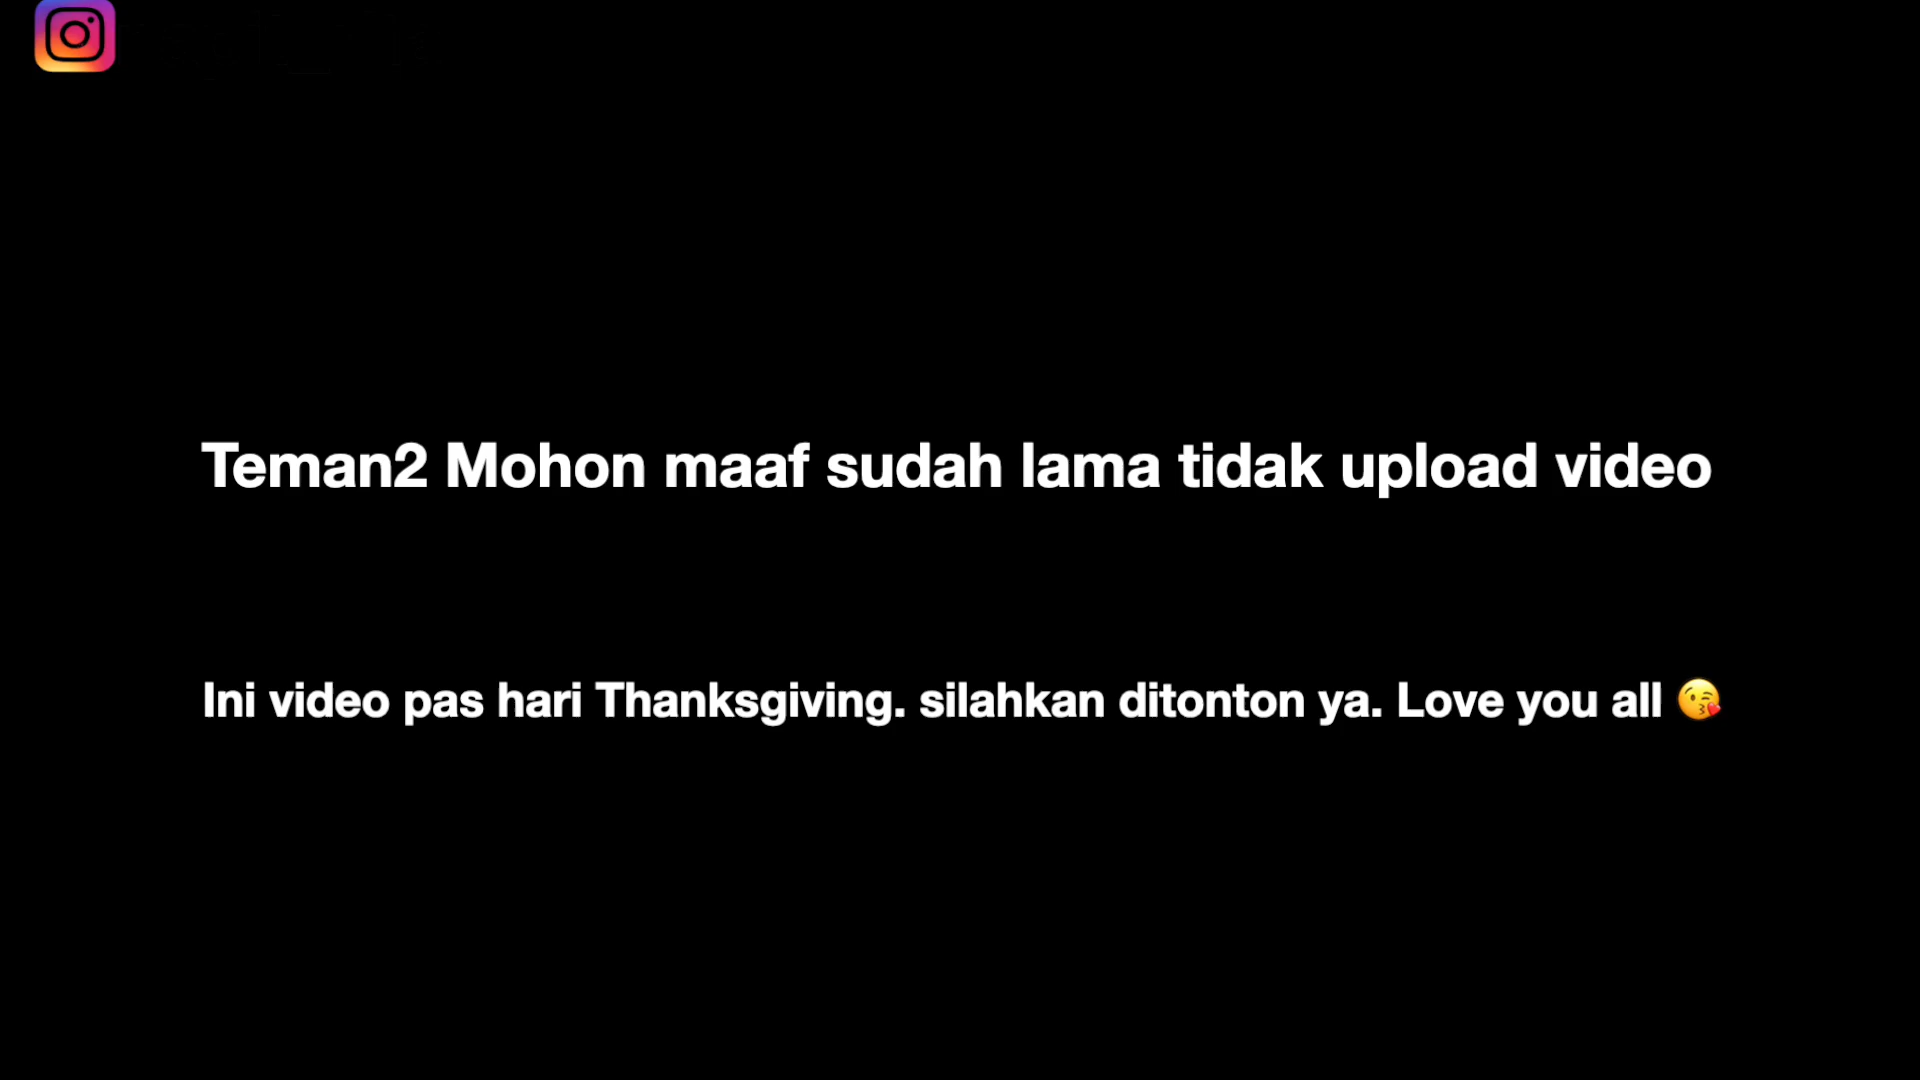 Teman2 Mohon maaf sudah lama tidak upload video
Ini video pas hari Thanksgiving. silahkan ditonton ya. Love you all 😘